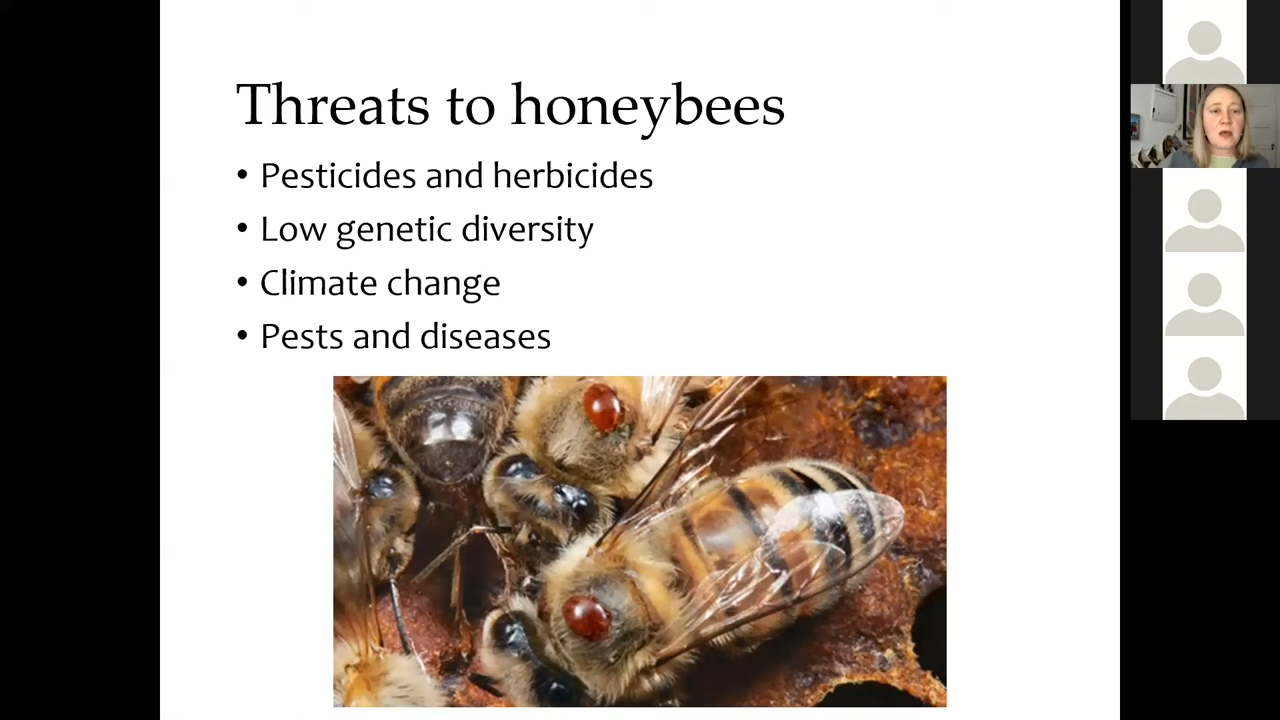 Threats to honeybees
• Pesticides and herbicides
• Low genetic diversity
• Climate change
• Pests and diseases